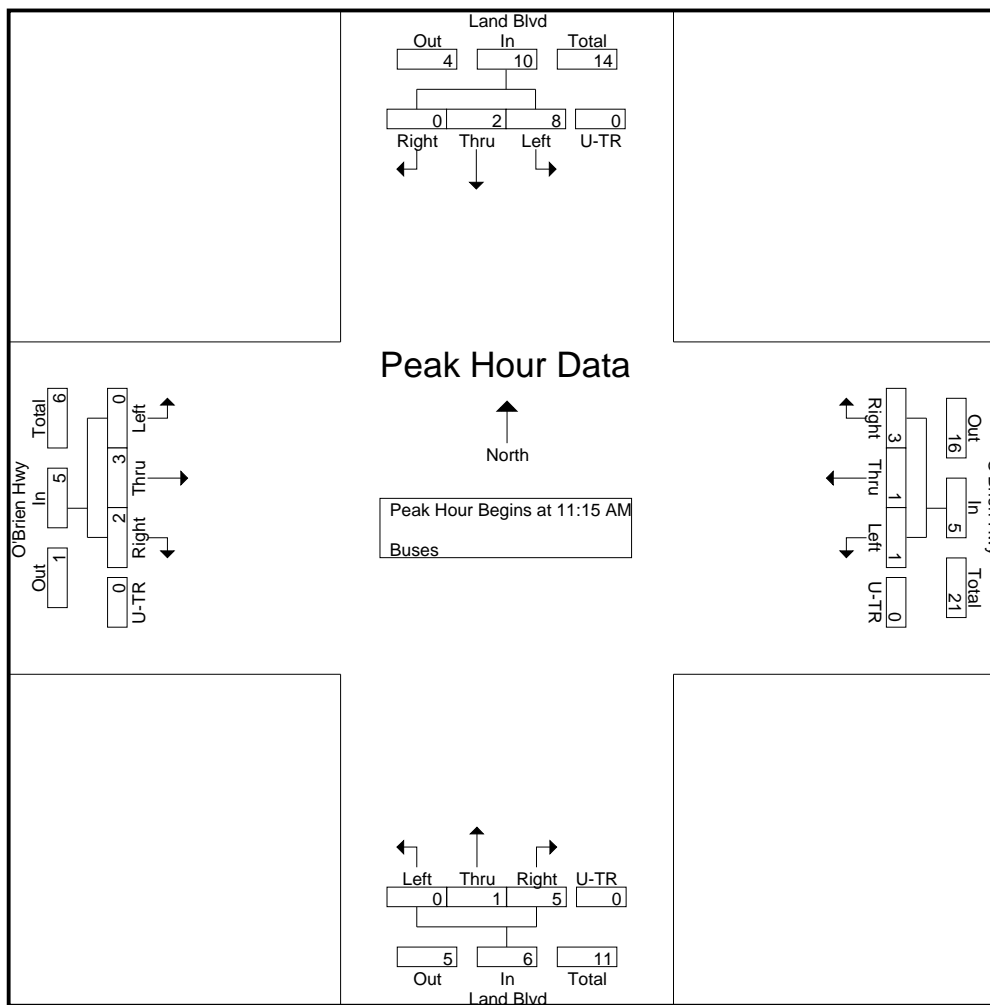 Land Blvd
Out In Total
4 10 14
0 2 8 0
Right Thru Left U-TR
Peak Hour Data
North
Peak Hour Begins at 11:15 AM
Buses
O'Brien Hwy
Total In Out
6 5 1
0 3 2 0
Left Thru Right U-TR
Out In Total
16 5 21
3 1 1 0
Right Thru Left U-TR
Left Thru Right U-TR
0 1 5 0
5 6 11
Out In Total
Land Blvd